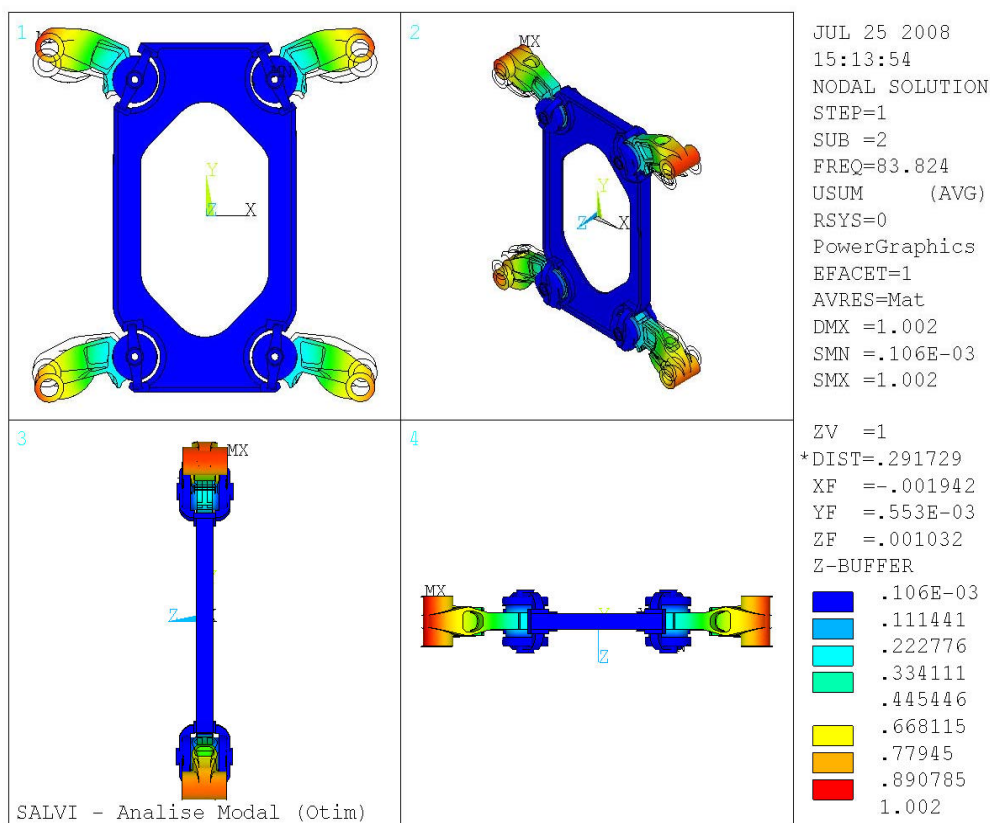 1
2
3
4
MX
MN
Y
Z
X
MX
Y
Z
X
MX
Z
X
MX
Y
Z
SALVI - Analise Modal (Otim)
JUL 25 2008
15:13:54
NODAL SOLUTION
STEP=1
SUB =2
FREQ=83.824
USUM (AVG)
RSYS=0
PowerGraphics
EFACET=1
AVRES=Mat
DMX =1.002
SMN =.106E-03
SMX =1.002
ZV =1
*DIST=.291729
XF =-.001942
YF =.553E-03
ZF =.001032
Z-BUFFER
.106E-03
.111441
.222776
.334111
.445446
.668115
.77945
.890785
1.002